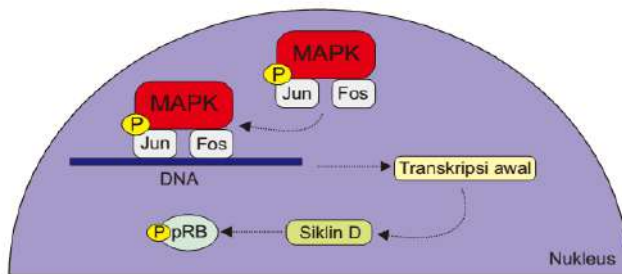 MAPK
P
Jun
Fos
MAPK
P
Jun
Fos
DNA
Transkripsi awal
Siklin D
P
pRB
Nukleus